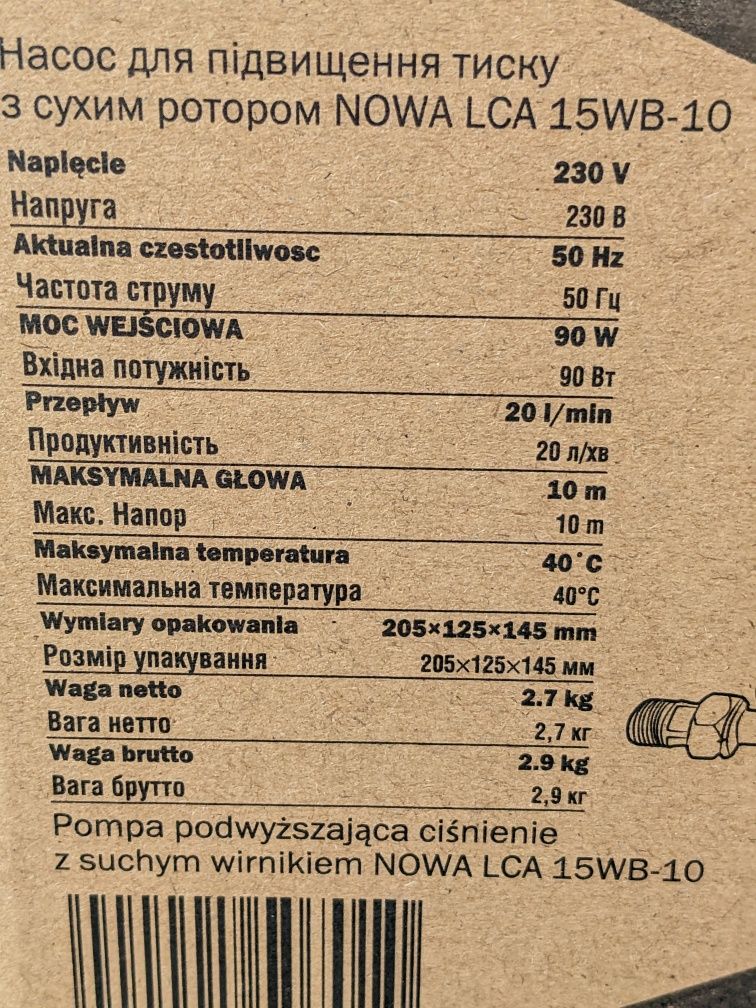 Насос для підвищення тиску
з сухим ротором NOWA LCA 15WB-10
Napięcie 230 V
Напруга 230 В
Aktualna czestotliwosc 50 Hz
Частота струму 50 Гц
MOC WEJŚCIOWA 90 W
Вхідна потужність 90 Вт
Przepływ 20 l/min
Продуктивність 20 л/хв
MAKSYMALNA GŁOWA 10 m
Макс. Напор 10 m
Maksymalna temperatura 40°C
Максимальна температура 40°C
Wymiary opakowania 205×125×145 mm
Розмір упакування 205×125×145 мм
Waga netto 2.7 kg
Вага нетто 2,7 кг
Waga brutto 2.9 kg
Вага брутто 2,9 кг
Pompa podwyższająca ciśnienie
z suchym wirnikiem NOWA LCA 15WB-10